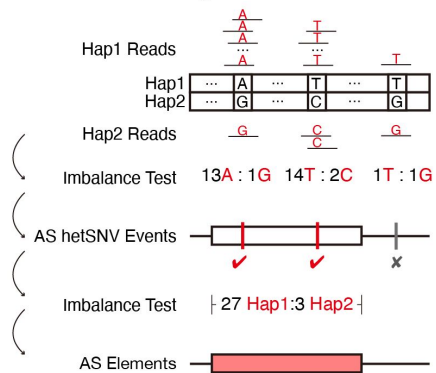 A
A T
A T
... ...
Hap1 Reads
A T T
Hap1 ... A ... T ... T
Hap2 ... G ... C ... G
Hap2 Reads G C G
C
Imbalance Test 13A : 1G 14T : 2C 1T : 1G
AS hetSNV Events
✔ ✔ ✘
Imbalance Test 27 Hap1:3 Hap2
AS Elements